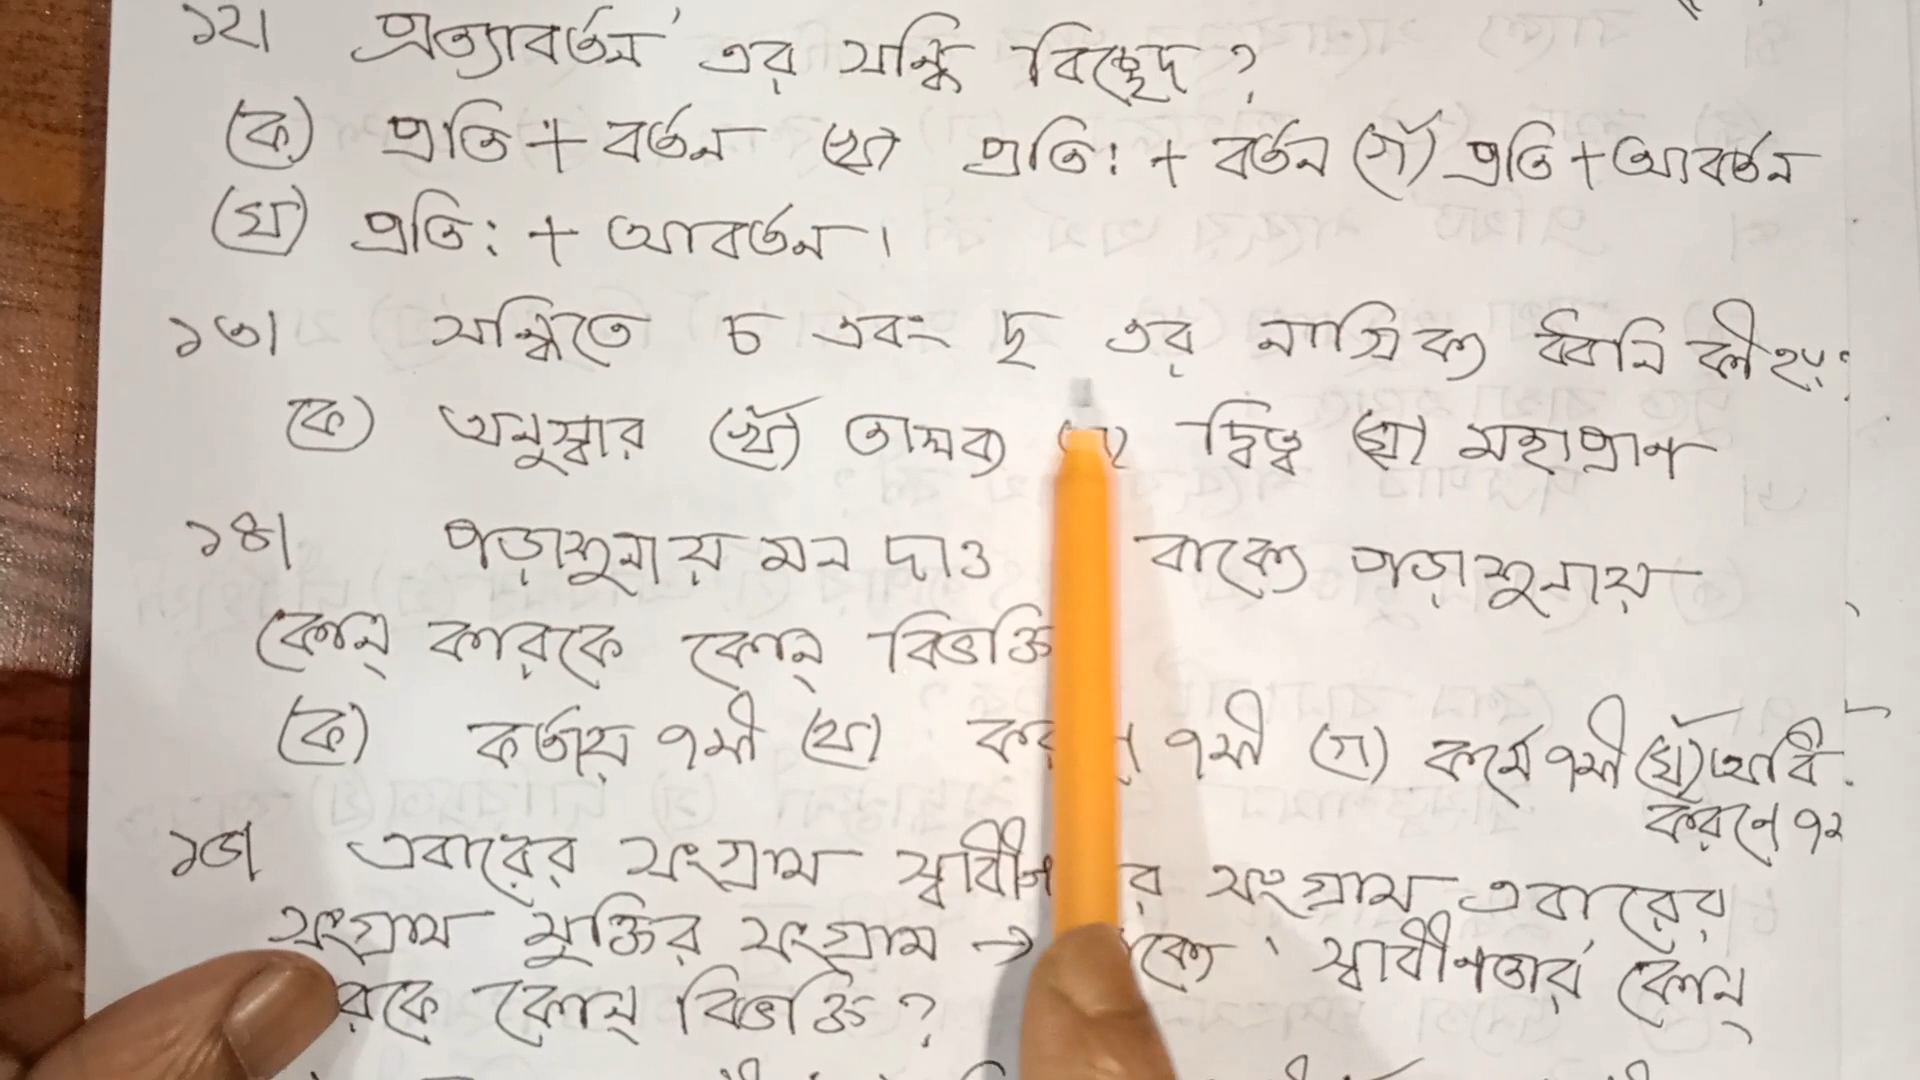 ১২। প্রত্যাবর্তন' এর সন্ধি বিচ্ছেদ?
(ক) প্রতি + বর্তন (খ) প্রতি: + বর্তন (গ) প্রতি + আবর্তন
(ঘ) প্রতি: + আবর্তন।
১৩। সন্ধিতে চ এবং ছ এর নাসিক্য ধ্বনি কী হয়?
(ক) অনুস্বার (খ) তালব্য দ্বিত্ব (ঘ) মহাপ্রাণ
১৪। পড়াশুনায় মন দাও বাক্যে পড়াশুনায়
কোন্ কারকে কোন্ বিভক্তি
(ক) কর্তায় ৭মী (খ) ৭মী (গ) কর্মে ৭মী (ঘ) অধি
করণে ৭ম
১৫। এবারের সংগ্রাম সংগ্রাম এবারের
সংগ্রাম মুক্তির সংগ্রাম → ' স্বাধীনতার' কোন্
রকে কোন্ বিভক্তি?